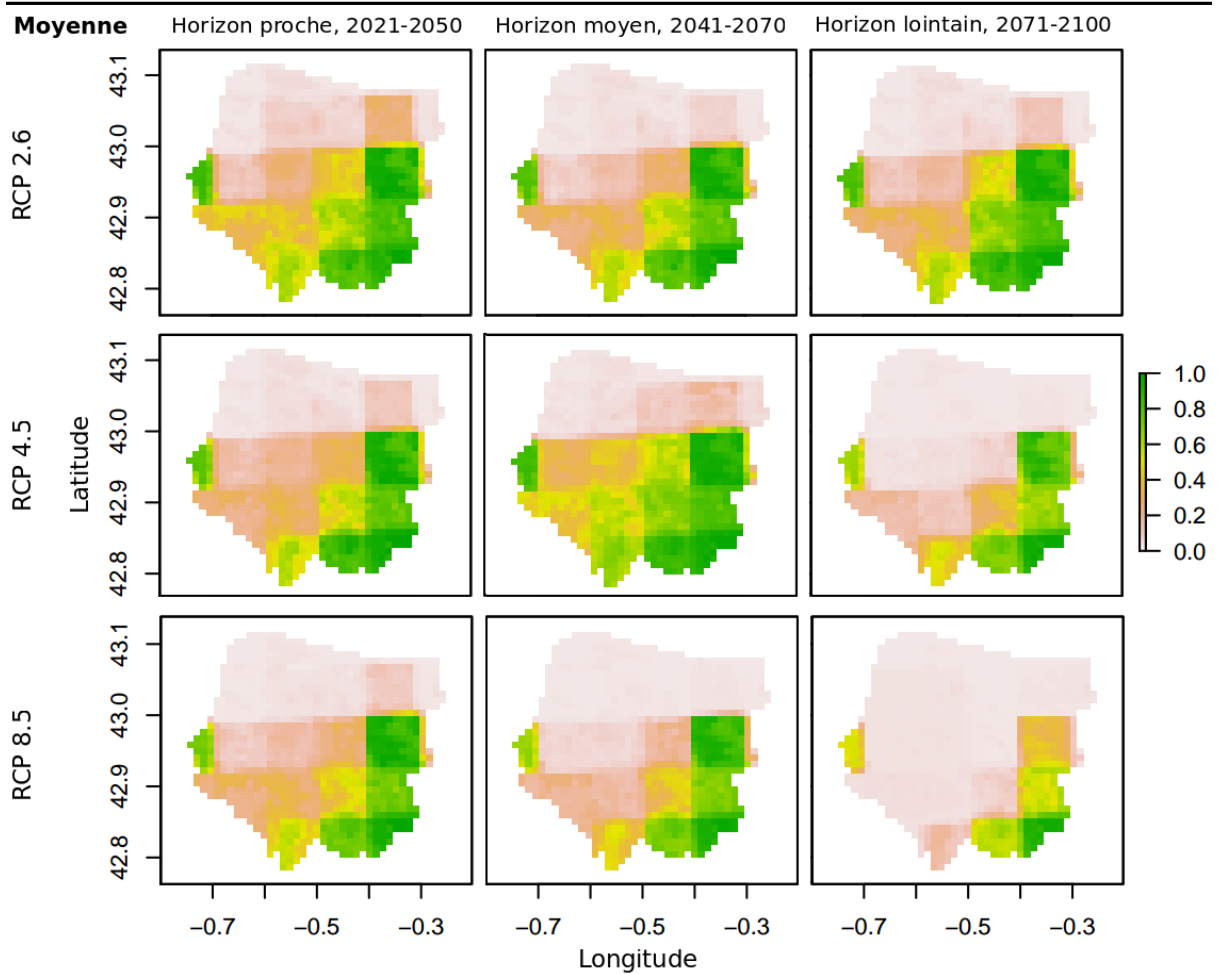 Moyenne
Horizon proche, 2021-2050
Horizon moyen, 2041-2070
Horizon lointain, 2071-2100
RCP 2.6
43.1
43.0
42.9
42.8
RCP 4.5
Latitude
43.1
43.0
42.9
42.8
1.0
0.8
0.6
0.4
0.2
0.0
RCP 8.5
43.1
43.0
42.9
42.8
−0.7 −0.5 −0.3
−0.7 −0.5 −0.3
−0.7 −0.5 −0.3
Longitude